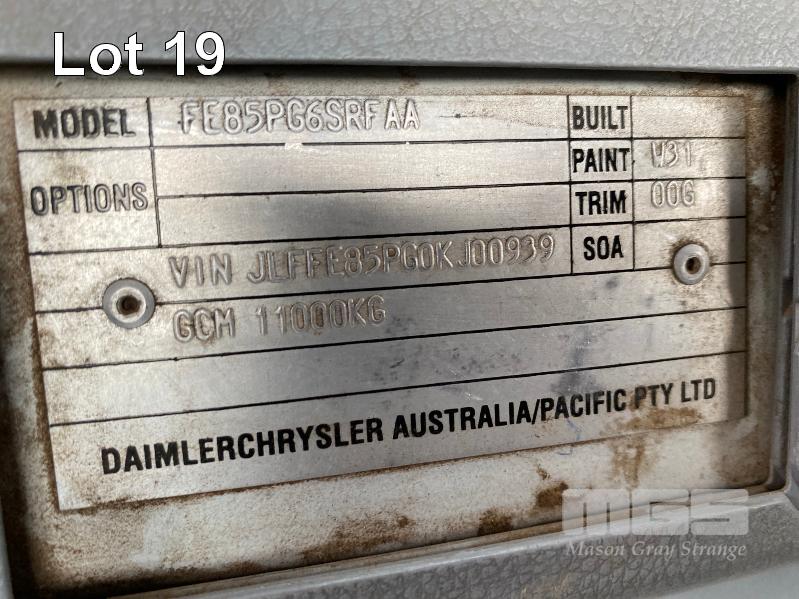 Lot 19
MODEL FE85PG6SRFAA BUILT
PAINT W31
OPTIONS TRIM 00G
VIN JLFFE85PG0KJ00939 SOA
GCM 11000KG
DAIMLERCHRYSLER AUSTRALIA/PACIFIC PTY LTD
MGS
Mason Gray Strange